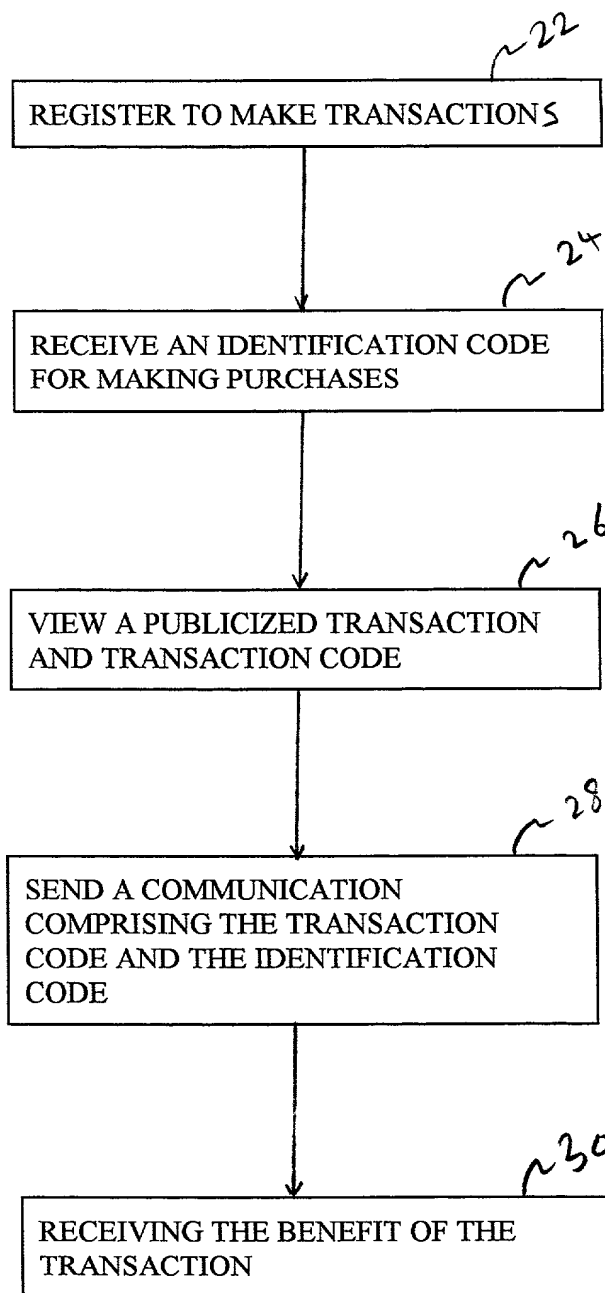 22
REGISTER TO MAKE TRANSACTIONS
24
RECEIVE AN IDENTIFICATION CODE
FOR MAKING PURCHASES
26
VIEW A PUBLICIZED TRANSACTION
AND TRANSACTION CODE
28
SEND A COMMUNICATION
COMPRISING THE TRANSACTION
CODE AND THE IDENTIFICATION
CODE
30
RECEIVING THE BENEFIT OF THE
TRANSACTION